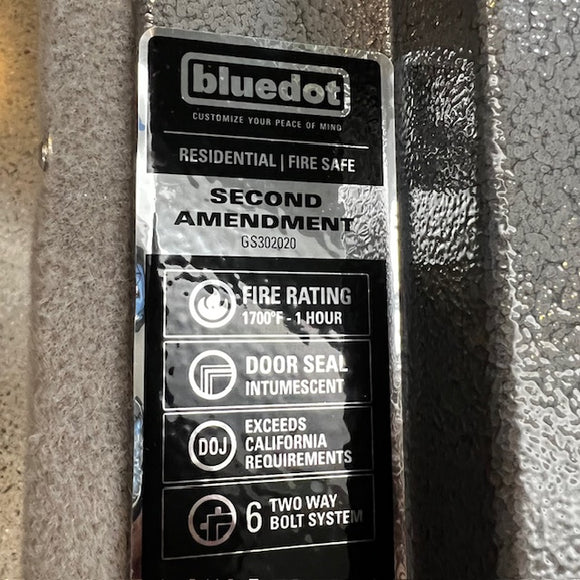 bluedot
CUSTOMIZE YOUR PEACE OF MIND
RESIDENTIAL | FIRE SAFE
SECOND
AMENDMENT
GS302020
FIRE RATING
1700°F - 1 HOUR
DOOR SEAL
INTUMESCENT
DOJ
EXCEEDS
CALIFORNIA
REQUIREMENTS
6 TWO WAY
BOLT SYSTEM